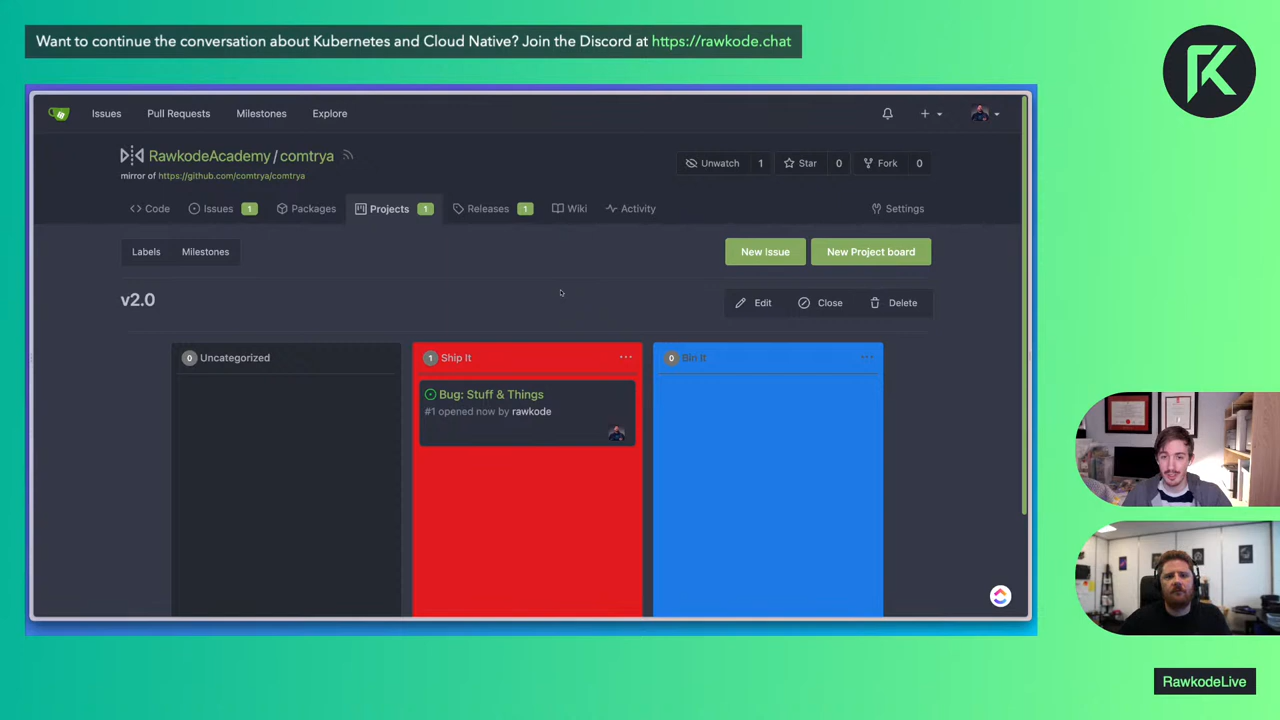 Want to continue the conversation about Kubernetes and Cloud Native? Join the Discord at https://rawkode.chat
Issues Pull Requests Milestones Explore
RawkodeAcademy / comtrya
mirror of https://github.com/comtrya/comtrya
Unwatch 1 Star 0 Fork 0
Code Issues 1 Packages Projects 1 Releases 1 Wiki Activity Settings
Labels Milestones
New Issue New Project board
v2.0
Edit Close Delete
0 Uncategorized
1 Ship It
0 Bin It
Bug: Stuff & Things
#1 opened now by rawkode
RawkodeLive